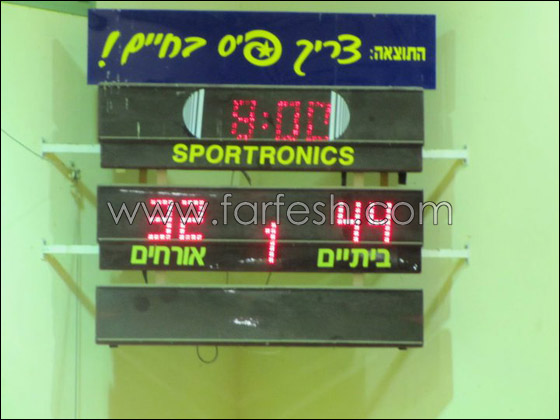 התוצאה: צריך פיס בחיים!
9:00
SPORTRONICS
www.farfesh.com
32 1 49
אורחים ביתיים